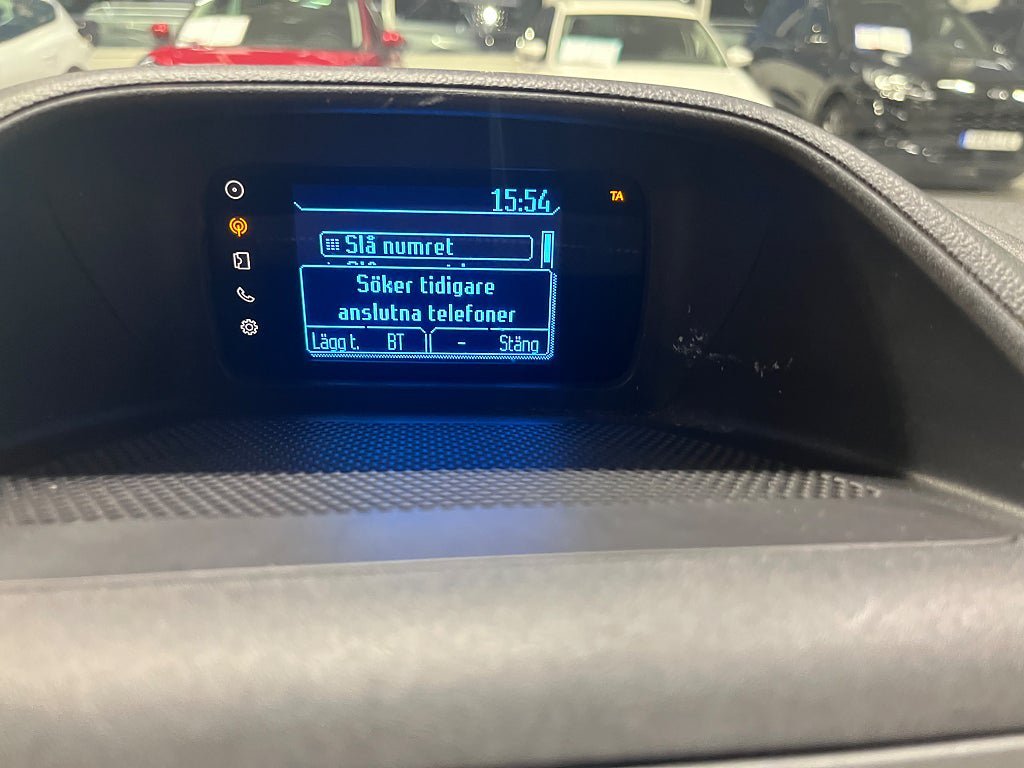 15:54
TA
Slå numret
Söker tidigare
anslutna telefoner
Lägg t. BT - Stäng